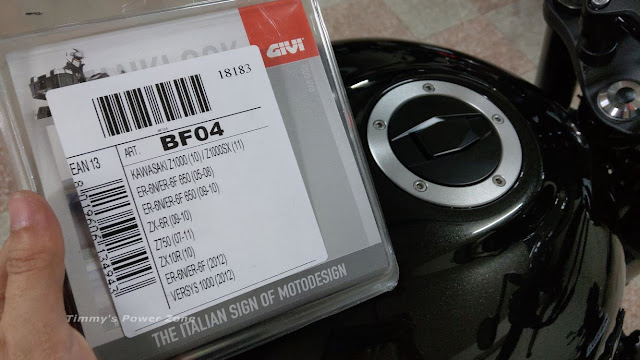 TANKLOCK
GIVI
18183
ART. BF04
EAN 13
KAWASAKI Z1000 (10) / Z1000SX (11)
ER-6N/ER-6F 650 (05-08)
ER-6N/ER-6F 650 (09-10)
ZX-6R (09-10)
Z750 (07-11)
ZX10R (10)
ER-6N/ER-6F (2012)
VERSYS 1000 (2012)
THE ITALIAN SIGN OF MOTODESIGN
Timmy's Power Zone